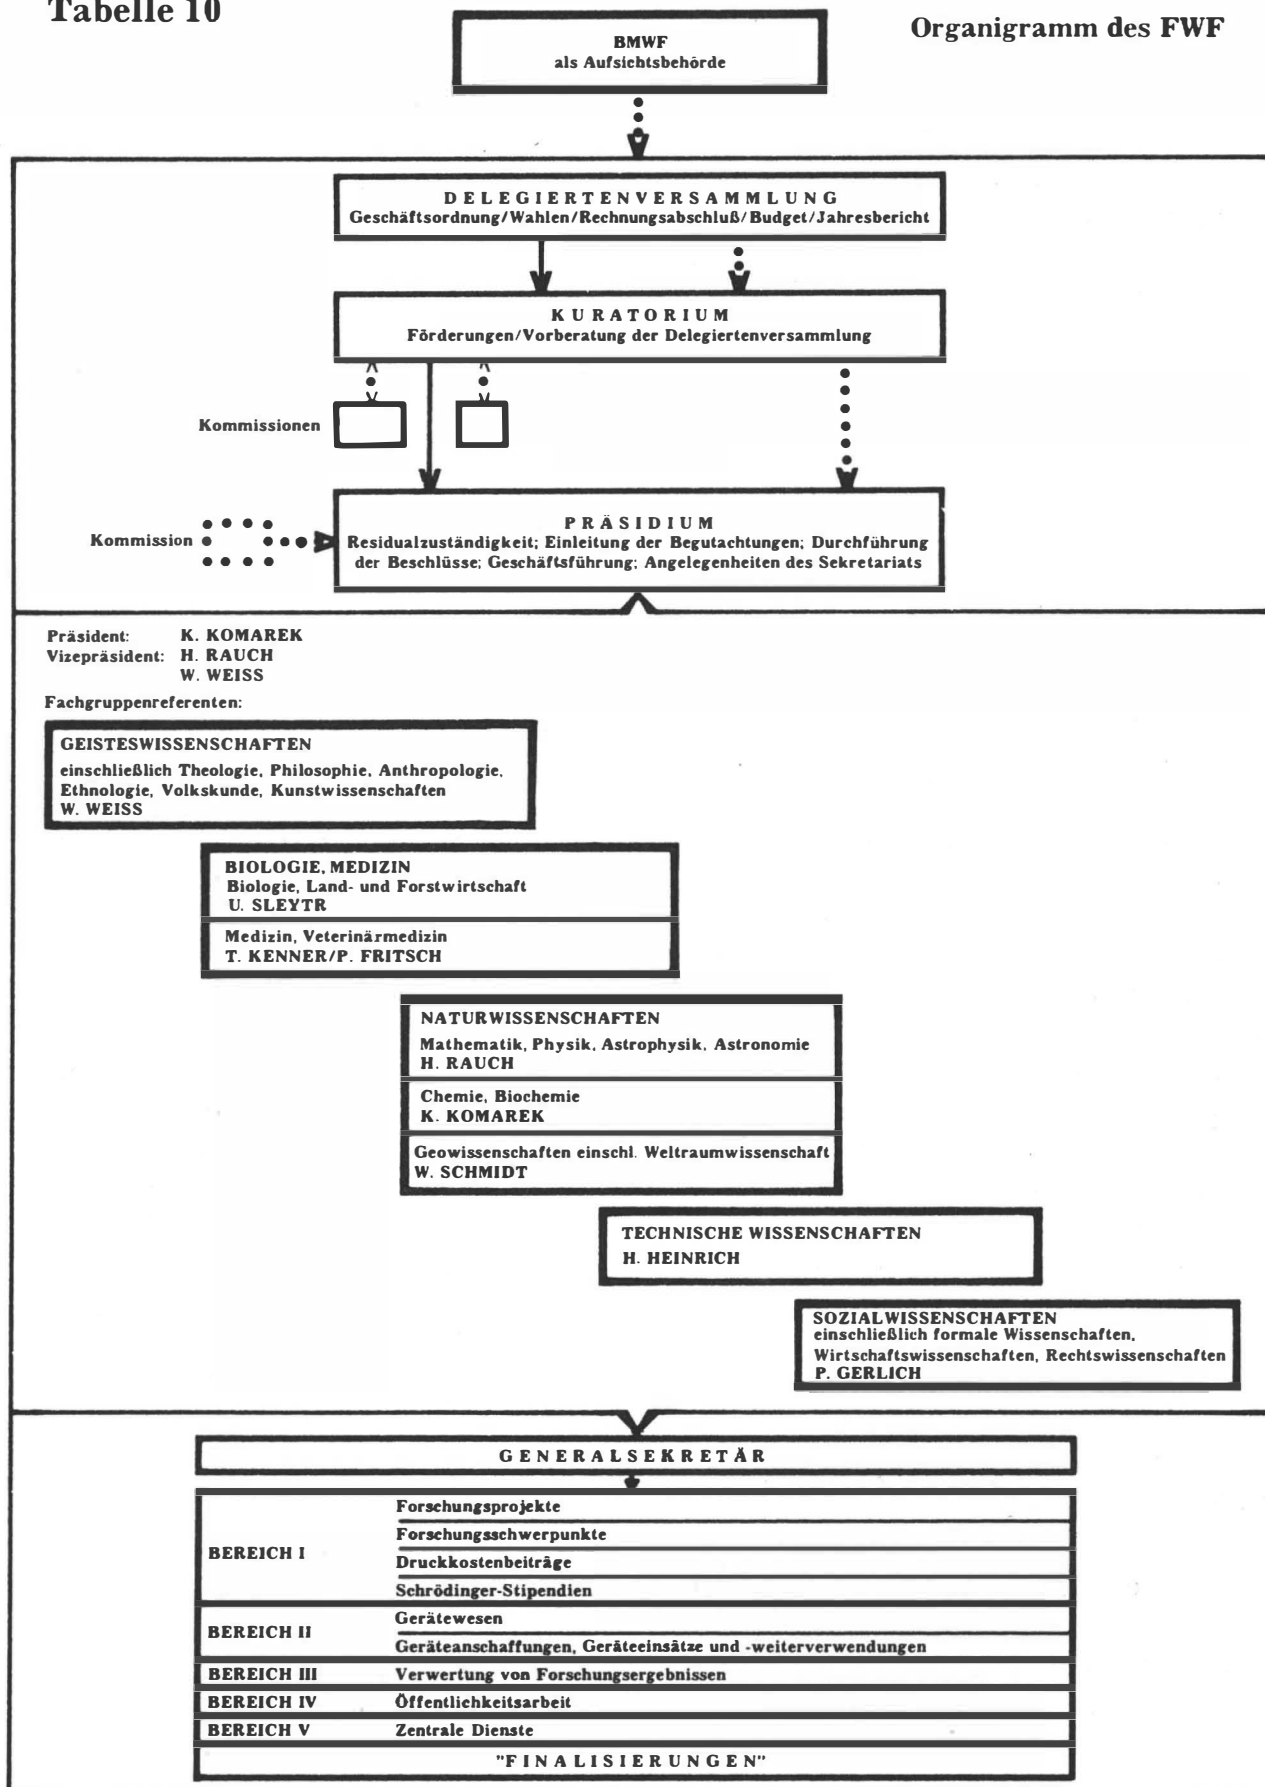 Tabelle 10
Organigramm des FWF
BMWF
als Aufsichtsbehörde
DELEGIERTENVERSAMMLUNG
Geschäftsordnung/Wahlen/Rechnungsabschluß/Budget/Jahresbericht
KURATORIUM
Förderungen/Vorberatung der Delegiertenversammlung
Kommissionen
PRÄSIDIUM
Kommission
Residualzuständigkeit; Einleitung der Begutachtungen; Durchführung
der Beschlüsse; Geschäftsführung; Angelegenheiten des Sekretariats
Präsident: K. KOMAREK
Vizepräsident: H. RAUCH
W. WEISS
Fachgruppenreferenten:
GEISTESWISSENSCHAFTEN
einschließlich Theologie, Philosophie, Anthropologie,
Ethnologie, Volkskunde, Kunstwissenschaften
W. WEISS
BIOLOGIE, MEDIZIN
Biologie, Land- und Forstwirtschaft
U. SLEYTR
Medizin, Veterinärmedizin
T. KENNER/P. FRITSCH
NATURWISSENSCHAFTEN
Mathematik, Physik, Astrophysik, Astronomie
H. RAUCH
Chemie, Biochemie
K. KOMAREK
Geowissenschaften einschl. Weltraumwissenschaft
W. SCHMIDT
TECHNISCHE WISSENSCHAFTEN
H. HEINRICH
SOZIALWISSENSCHAFTEN
einschließlich formale Wissenschaften,
Wirtschaftswissenschaften, Rechtswissenschaften
P. GERLICH
GENERALSEKRETÄR
Forschungsprojekte
Forschungsschwerpunkte
BEREICH I
Druckkostenbeiträge
Schrödinger-Stipendien
Gerätewesen
BEREICH II
Geräteanschaffungen, Geräteeinsätze und -weiterverwendungen
BEREICH III Verwertung von Forschungsergebnissen
BEREICH IV Öffentlichkeitsarbeit
BEREICH V Zentrale Dienste
"FINALISIERUNGEN"